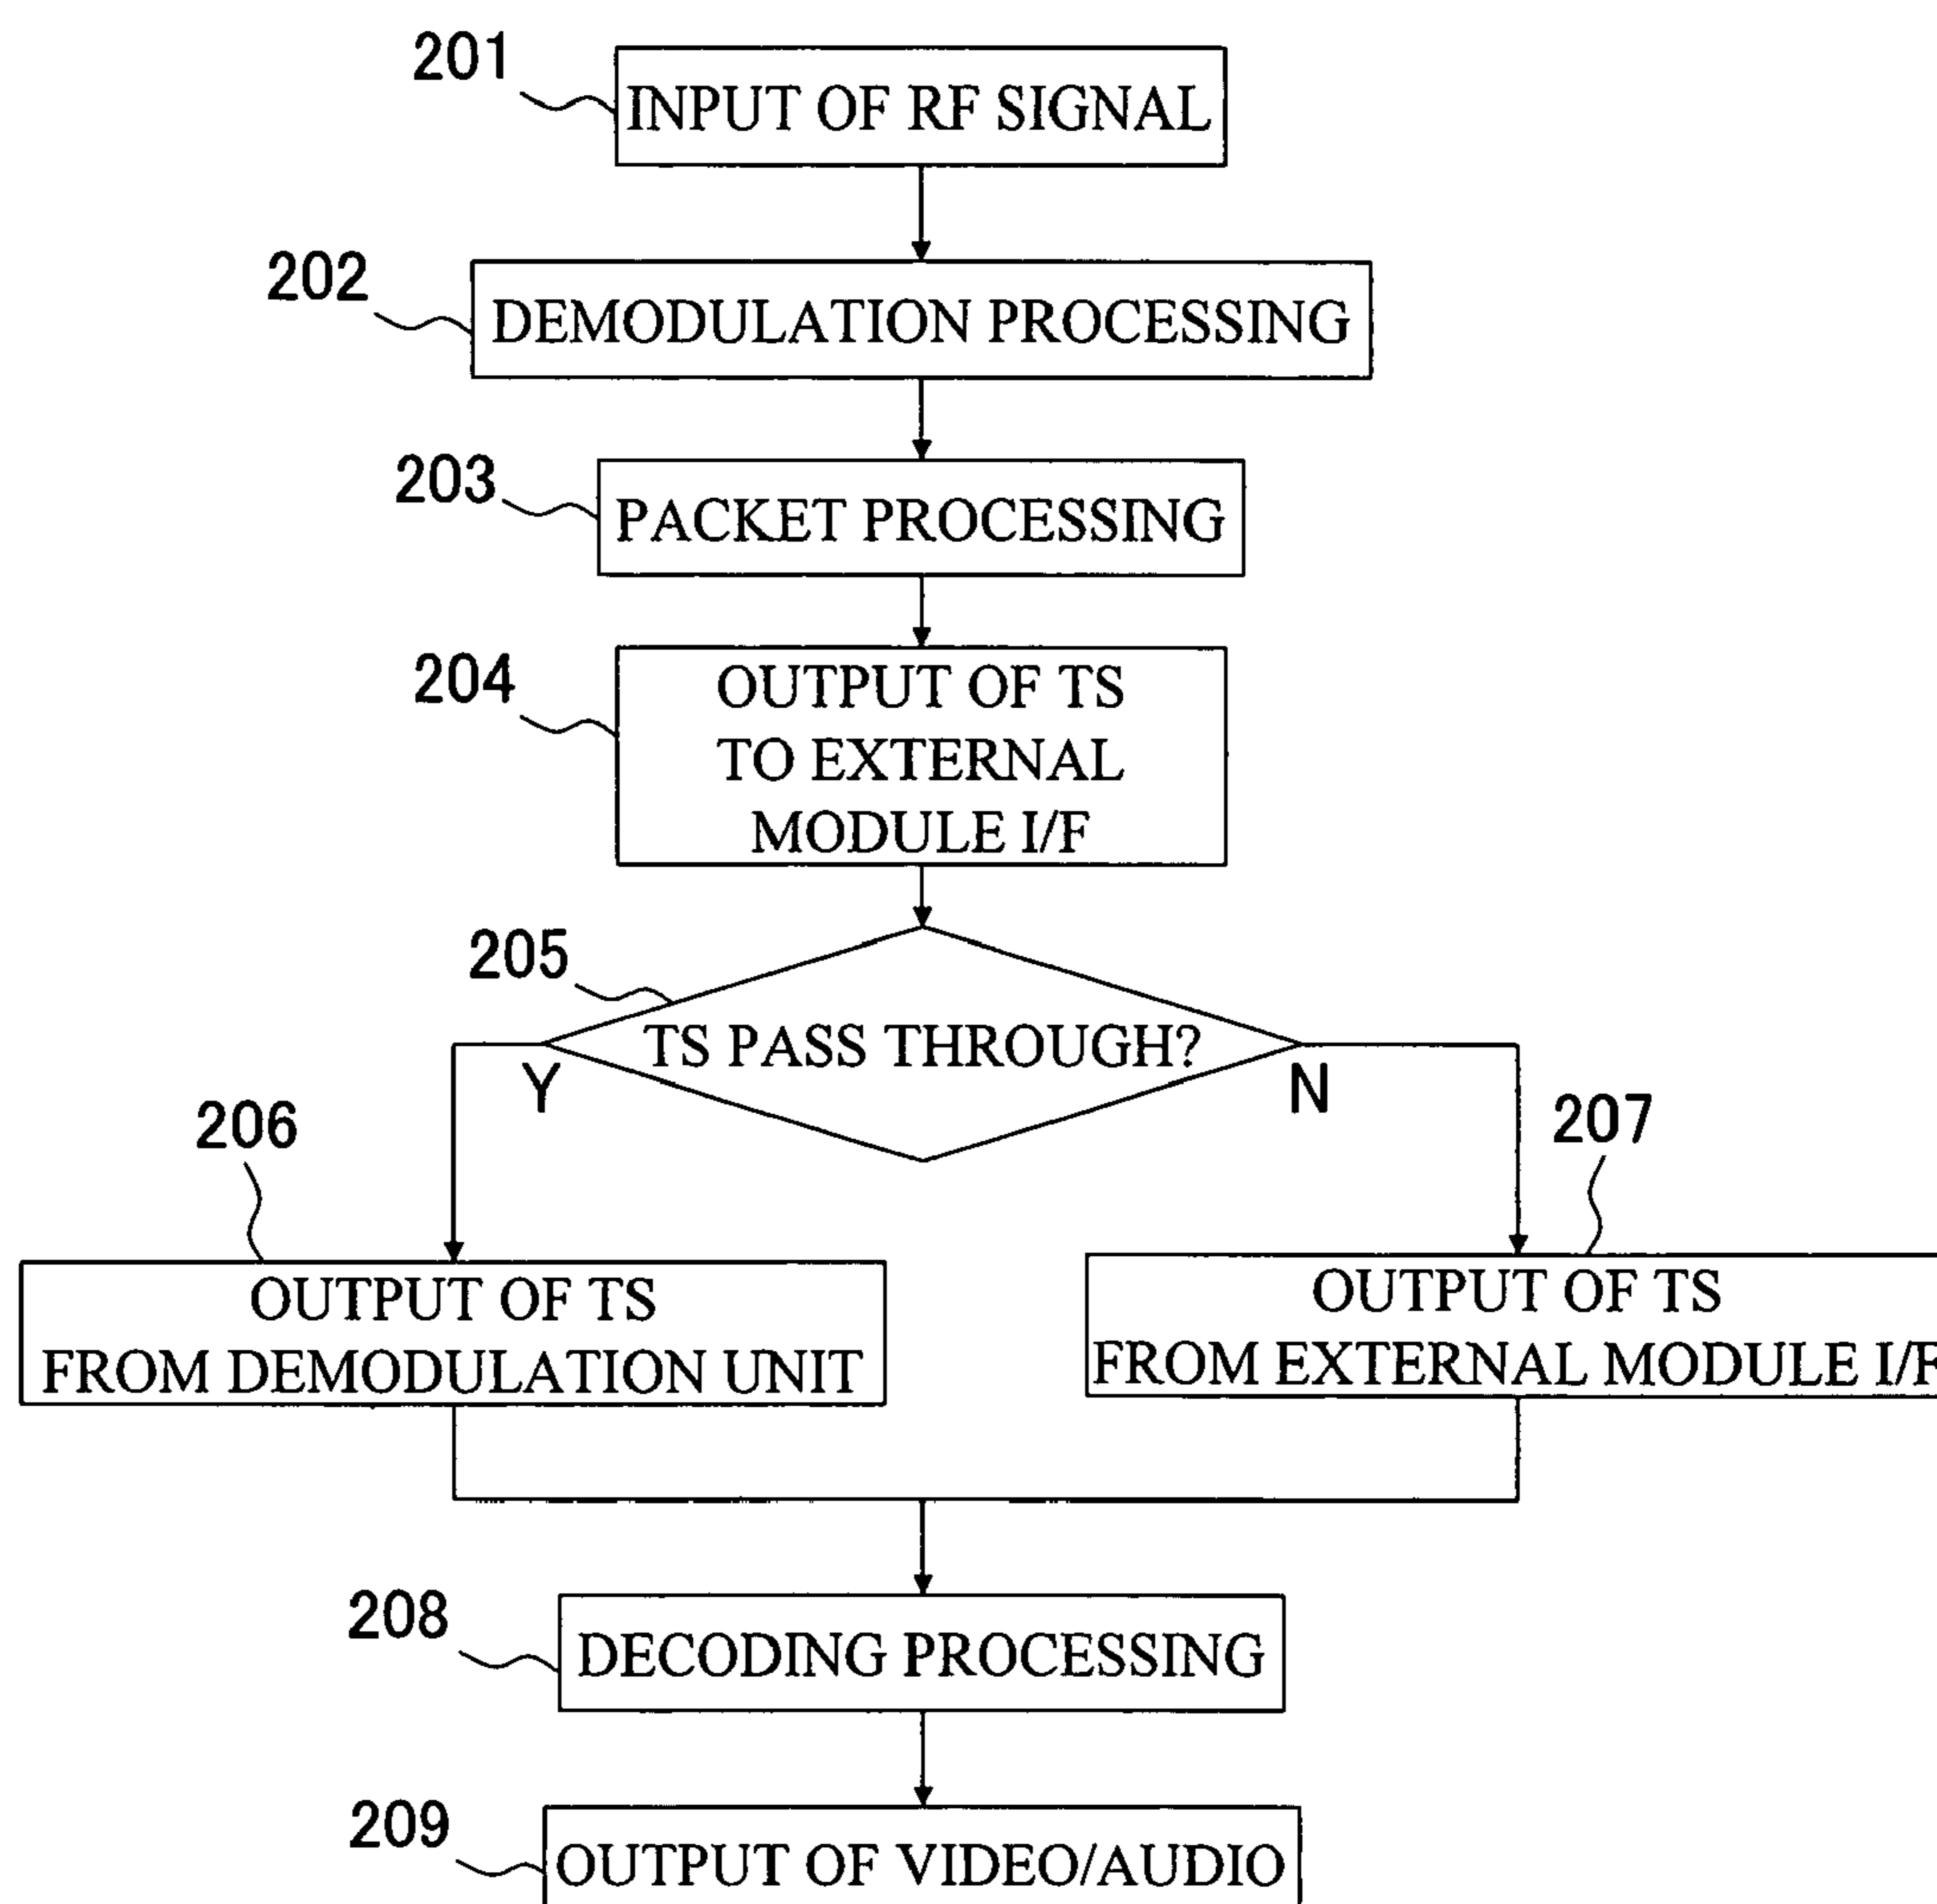 201
INPUT OF RF SIGNAL
202
DEMODULATION PROCESSING
203
PACKET PROCESSING
204
OUTPUT OF TS
TO EXTERNAL
MODULE I/F
205
TS PASS THROUGH?
Y
N
206
207
OUTPUT OF TS
FROM DEMODULATION UNIT
OUTPUT OF TS
FROM EXTERNAL MODULE I/F
208
DECODING PROCESSING
209
OUTPUT OF VIDEO/AUDIO